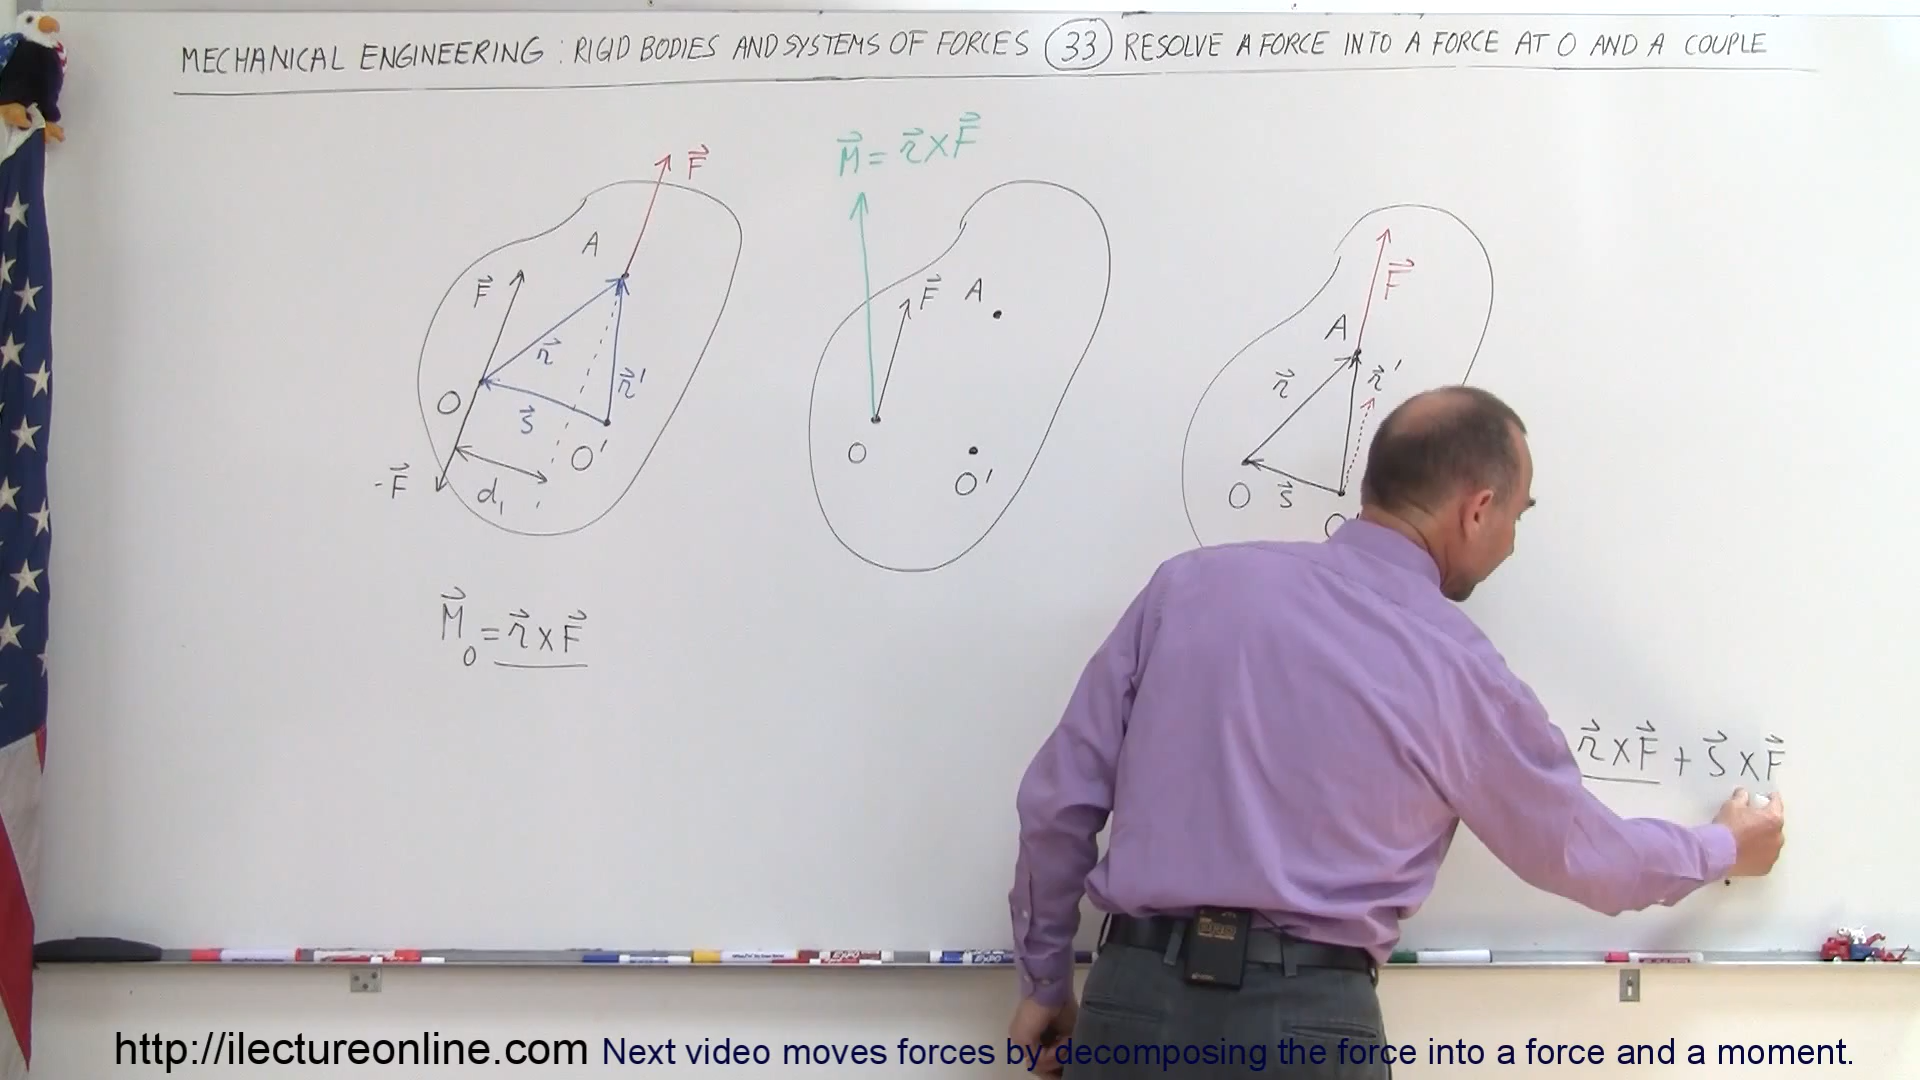 MECHANICAL ENGINEERING : RIGID BODIES AND SYSTEMS OF FORCES 33 RESOLVE A FORCE INTO A FORCE AT O AND A COUPLE
M⃗ = r⃗ × F⃗
F⃗
A
F⃗
r⃗
r⃗'
O
s⃗
O'
-F⃗
d₁
F⃗
A
O
O'
F⃗
A
r⃗
r⃗'
O
s⃗
M⃗₀ = r⃗ × F⃗
r⃗ × F⃗ + s⃗ × F⃗
http://ilectureonline.com Next video moves forces by decomposing the force into a force and a moment.